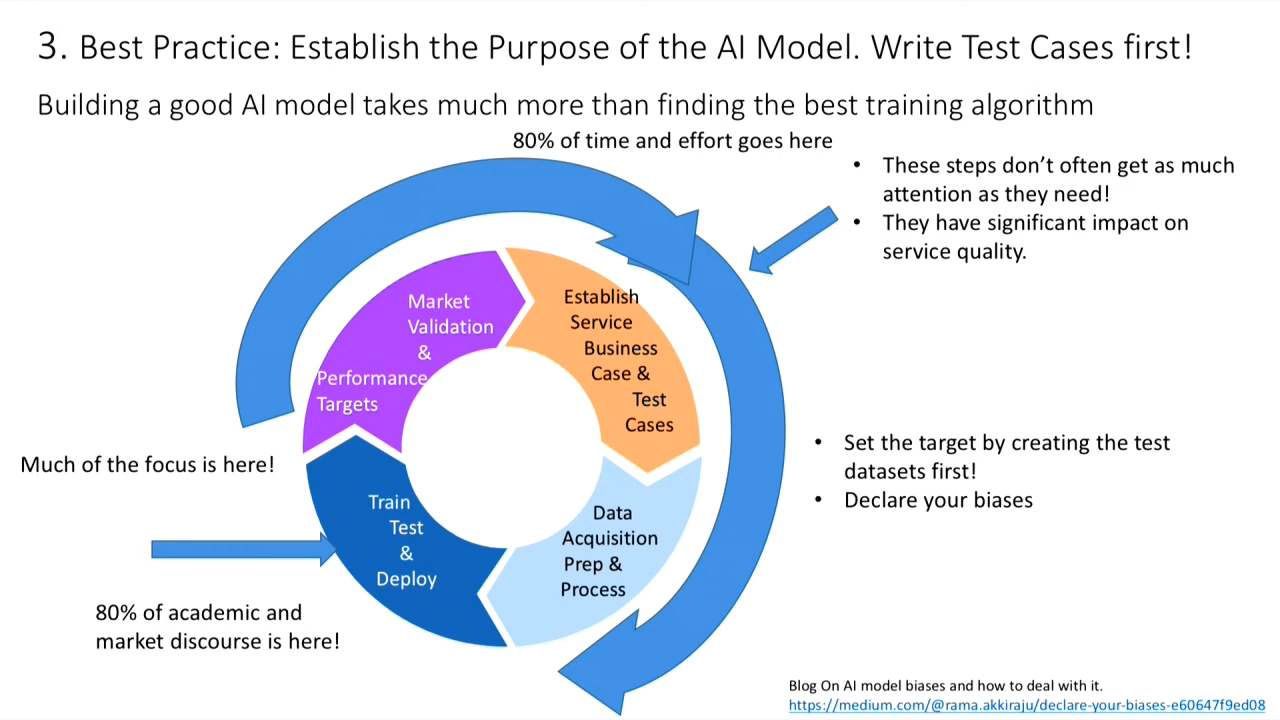 3. Best Practice: Establish the Purpose of the AI Model. Write Test Cases first!
Building a good AI model takes much more than finding the best training algorithm
80% of time and effort goes here
• These steps don’t often get as much
attention as they need!
• They have significant impact on
service quality.
Market
Validation
&
Performance
Targets
Establish
Service
Business
Case &
Test
Cases
Much of the focus is here!
• Set the target by creating the test
datasets first!
• Declare your biases
Train
Test
&
Deploy
Data
Acquisition
Prep &
Process
80% of academic and
market discourse is here!
Blog On AI model biases and how to deal with it.
https://medium.com/@rama.akkiraju/declare-your-biases-e60647f9ed08